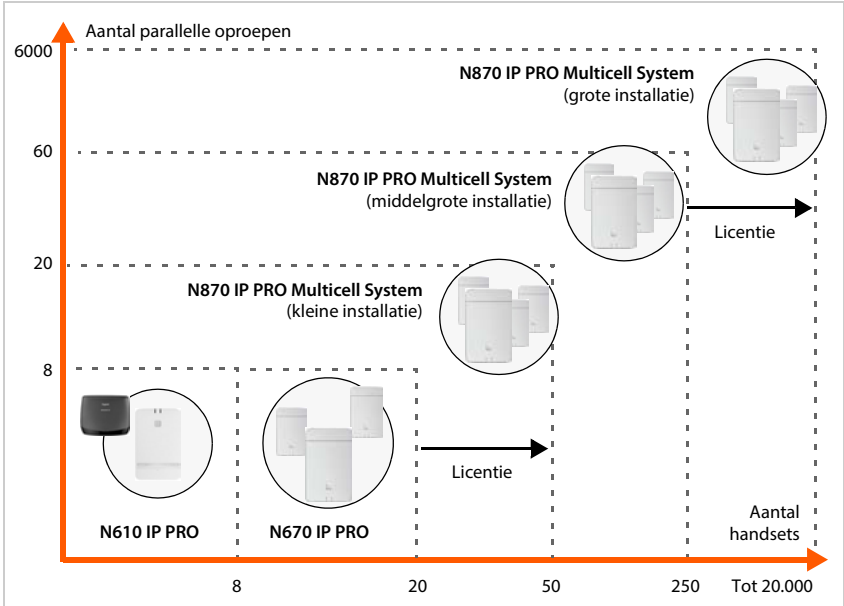 Aantal parallelle oproepen
6000
N870 IP PRO Multicell System
(grote installatie)
60
N870 IP PRO Multicell System
(middelgrote installatie)
Licentie
20
N870 IP PRO Multicell System
(kleine installatie)
8
Licentie
N610 IP PRO
N670 IP PRO
Aantal
handsets
8
20
50
250
Tot 20.000